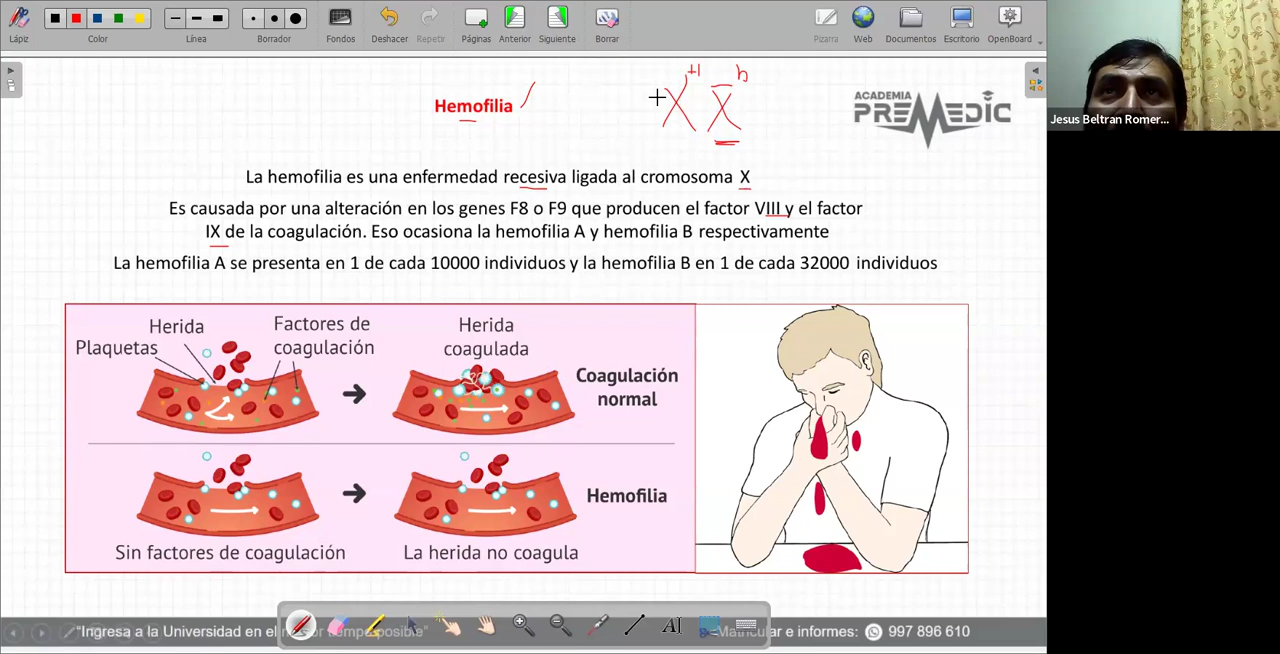 Lápiz
Color
Línea
Borrador
Fondos
Deshacer
Repetir
Páginas
Anterior
Siguiente
Borrar
Pizarra
Web
Documentos
Escritorio
OpenBoard
Hemofilia
X H X h
ACADEMIA
PREMEDIC
Jesus Beltran Romer...
La hemofilia es una enfermedad recesiva ligada al cromosoma X
Es causada por una alteración en los genes F8 o F9 que producen el factor VIII y el factor
IX de la coagulación. Eso ocasiona la hemofilia A y hemofilia B respectivamente
La hemofilia A se presenta en 1 de cada 10000 individuos y la hemofilia B en 1 de cada 32000 individuos
Herida
Plaquetas
Factores de
coagulación
Herida
coagulada
Coagulación
normal
Hemofilia
Sin factores de coagulación
La herida no coagula
"Ingresa a la Universidad en el
posible"
Matricular e informes: 997 896 610